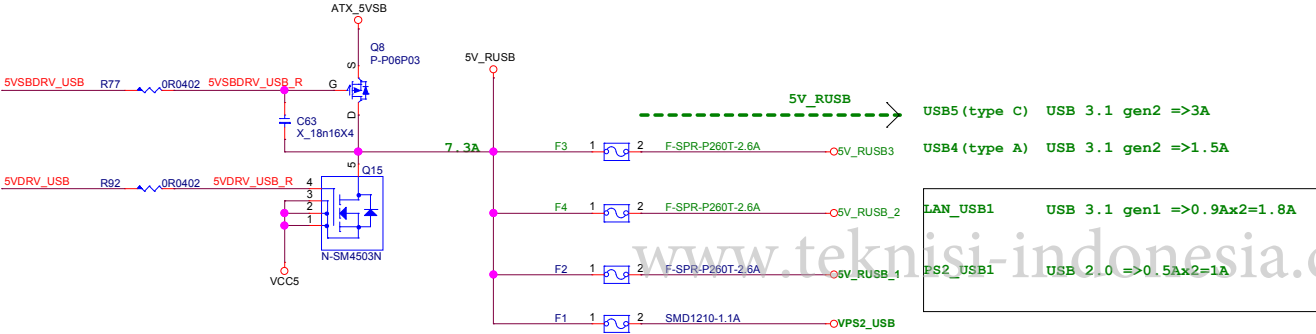 ATX_5VSB
Q8
P-P06P03
S
G
D
5VSBDRV_USB R77 0R0402 5VSBDRV_USB_R
C63
X_18n16X4
5V_RUSB
5V_RUSB
USB5(type C) USB 3.1 gen2 =>3A
7.3A
F3 1 2 F-SPR-P260T-2.6A 5V_RUSB3
USB4(type A) USB 3.1 gen2 =>1.5A
5VDRV_USB R92 0R0402 5VDRV_USB_R
5
Q15
4
3
2
1
N-SM4503N
VCC5
F4 1 2 F-SPR-P260T-2.6A 5V_RUSB_2
LAN_USB1 USB 3.1 gen1 =>0.9Ax2=1.8A
www.teknisi-indonesia.c
F2 1 2 F-SPR-P260T-2.6A 5V_RUSB_1
PS2_USB1 USB 2.0 =>0.5Ax2=1A
F1 1 2 SMD1210-1.1A VPS2_USB